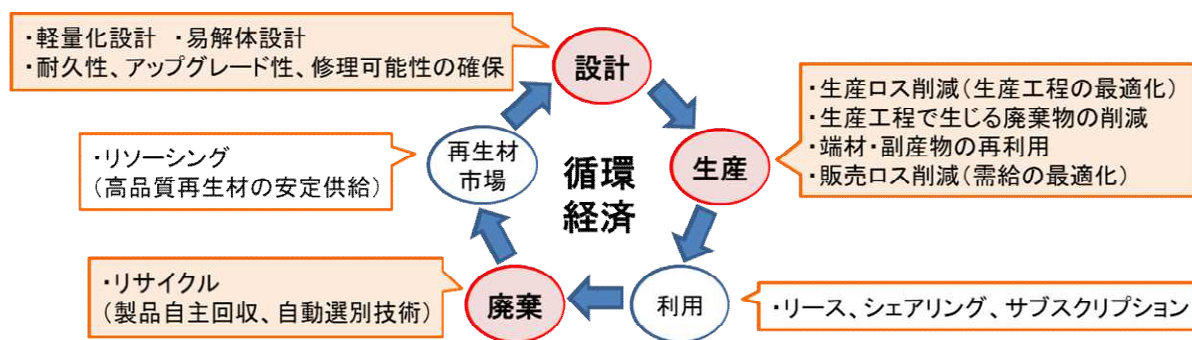 ・軽量化設計 ・易解体設計
・耐久性、アップグレード性、修理可能性の確保
設計
・生産ロス削減(生産工程の最適化)
・生産工程で生じる廃棄物の削減
・端材・副産物の再利用
・販売ロス削減(需給の最適化)
生産
・リソーシング
(高品質再生材の安定供給)
再生材
市場
循環
経済
・リサイクル
(製品自主回収、自動選別技術)
廃棄
利用
・リース、シェアリング、サブスクリプション